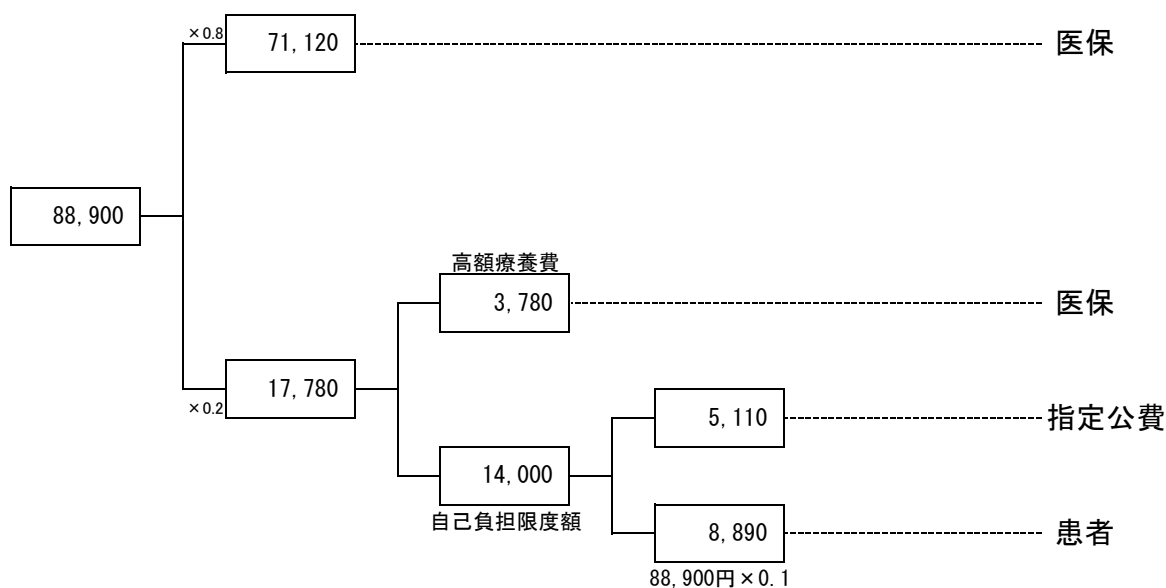 ×0.8
71,120
医保
88,900
高額療養費
3,780
医保
×0.2
17,780
5,110
指定公費
14,000
自己負担限度額
8,890
患者
88,900円×0.1